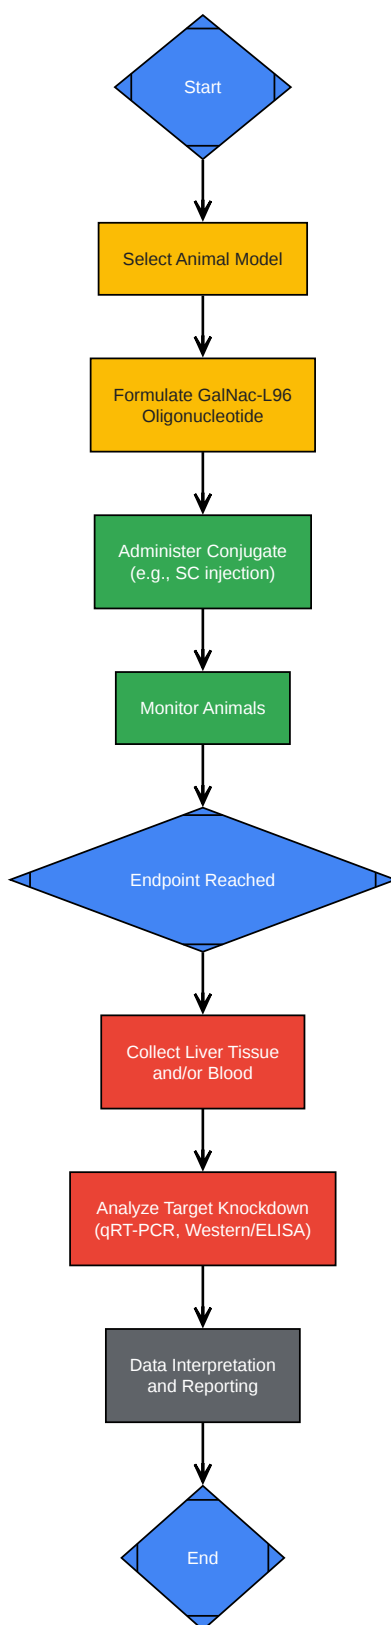 Start
Select Animal Model
Formulate GalNac-L96
Oligonucleotide
Administer Conjugate
(e.g., SC injection)
Monitor Animals
Endpoint Reached
Collect Liver Tissue
and/or Blood
Analyze Target Knockdown
(qRT-PCR, Western/ELISA)
Data Interpretation
and Reporting
End